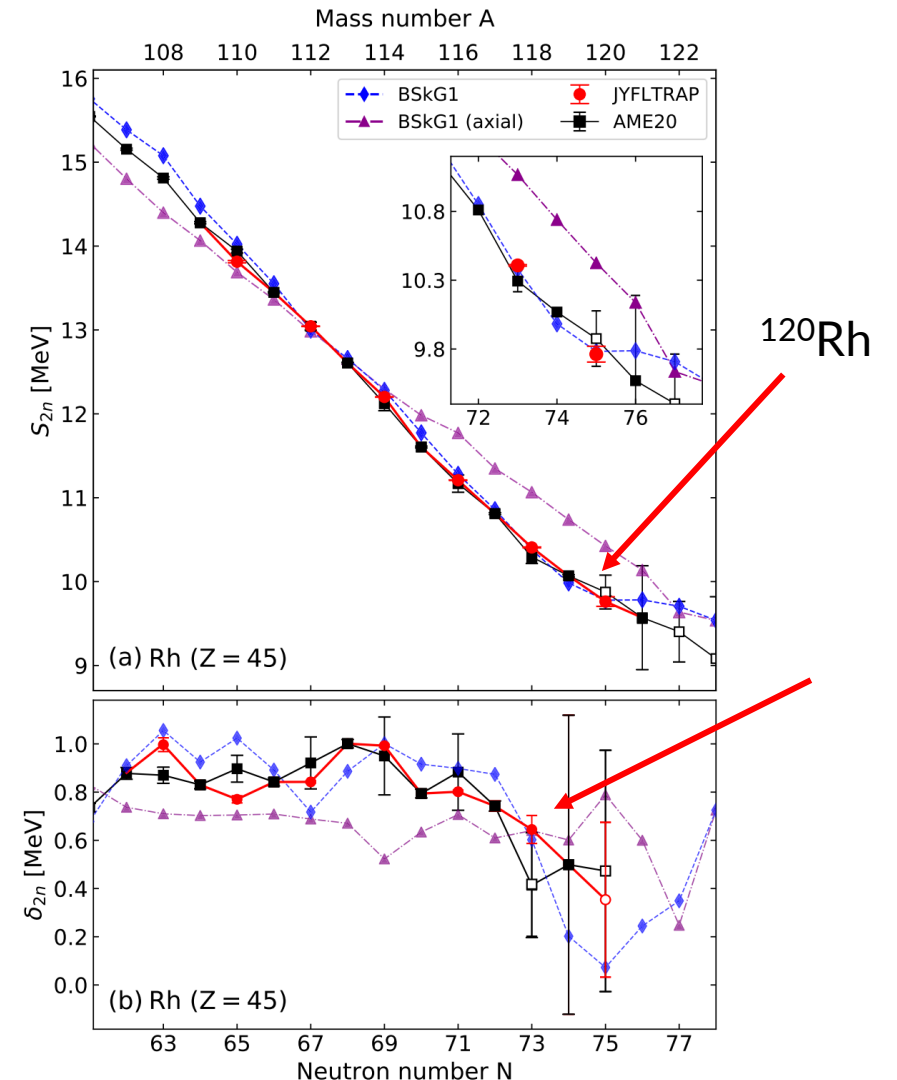 Mass number A
108 110 112 114 116 118 120 122
BSkG1
BSkG1 (axial)
JYFLTRAP
AME20
16
15
14
13
12
11
10
9
S₂ₙ [MeV]
10.8
10.3
9.8
72 74 76
¹²⁰Rh
(a) Rh (Z = 45)
1.0
0.8
0.6
0.4
0.2
0.0
δ₂ₙ [MeV]
(b) Rh (Z = 45)
63 65 67 69 71 73 75 77
Neutron number N